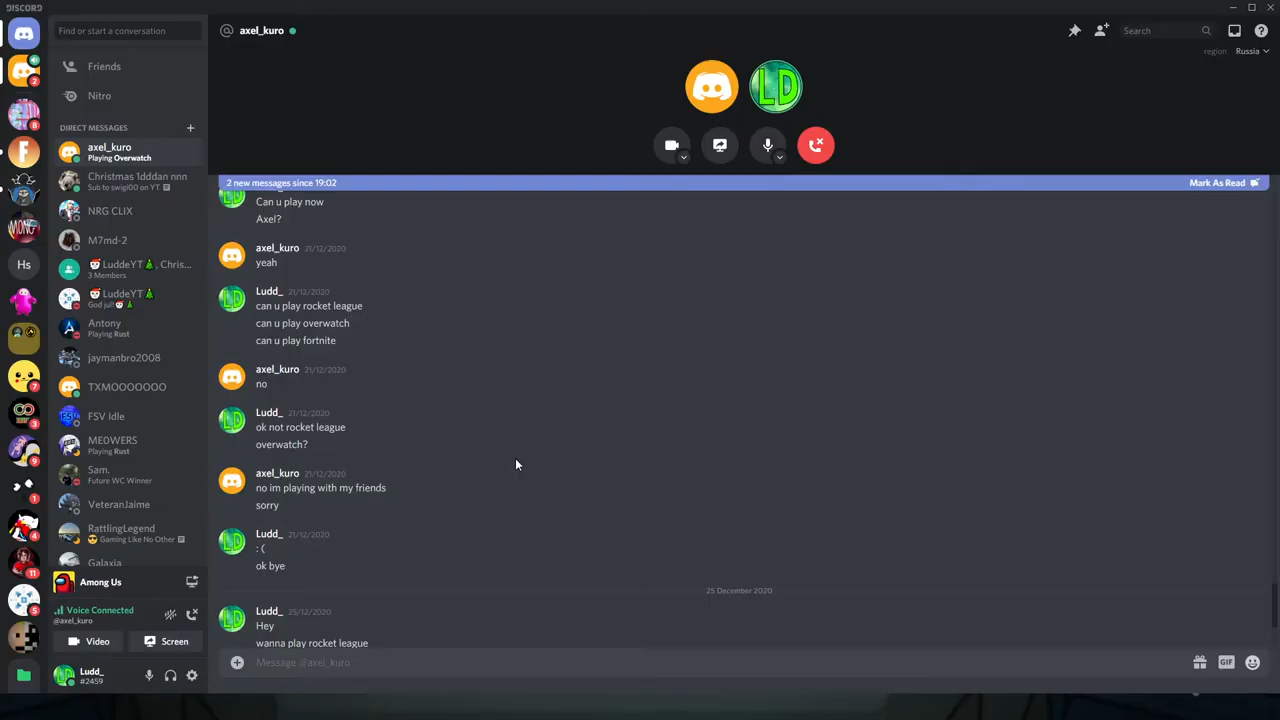 DISCORD
Find or start a conversation
axel_kuro
Search
region
Russia
Friends
Nitro
DIRECT MESSAGES
axel_kuro
Playing Overwatch
Christmas 1dddan nnn
Sub to swigi00 on YT
NRG CLIX
M7md-2
LuddeYT, Chris...
3 Members
LuddeYT
God jul!
Antony
Playing Rust
jaymanbro2008
TXMOOOOOOO
FSV Idle
ME0WERS
Playing Rust
Sam.
Future WC Winner
VeteranJaime
RattlingLegend
Gaming Like No Other
Galaxia
Among Us
Voice Connected
@axel_kuro
Video
Screen
Ludd_
#2459
LD
2 new messages since 19:02
Mark As Read
Can u play now
Axel?
axel_kuro 21/12/2020
yeah
Ludd_ 21/12/2020
can u play rocket league
can u play overwatch
can u play fortnite
axel_kuro 21/12/2020
no
Ludd_ 21/12/2020
ok not rocket league
overwatch?
axel_kuro 21/12/2020
no im playing with my friends
sorry
Ludd_ 21/12/2020
: (
ok bye
25 December 2020
Ludd_ 25/12/2020
Hey
wanna play rocket league
Message @axel_kuro
GIF